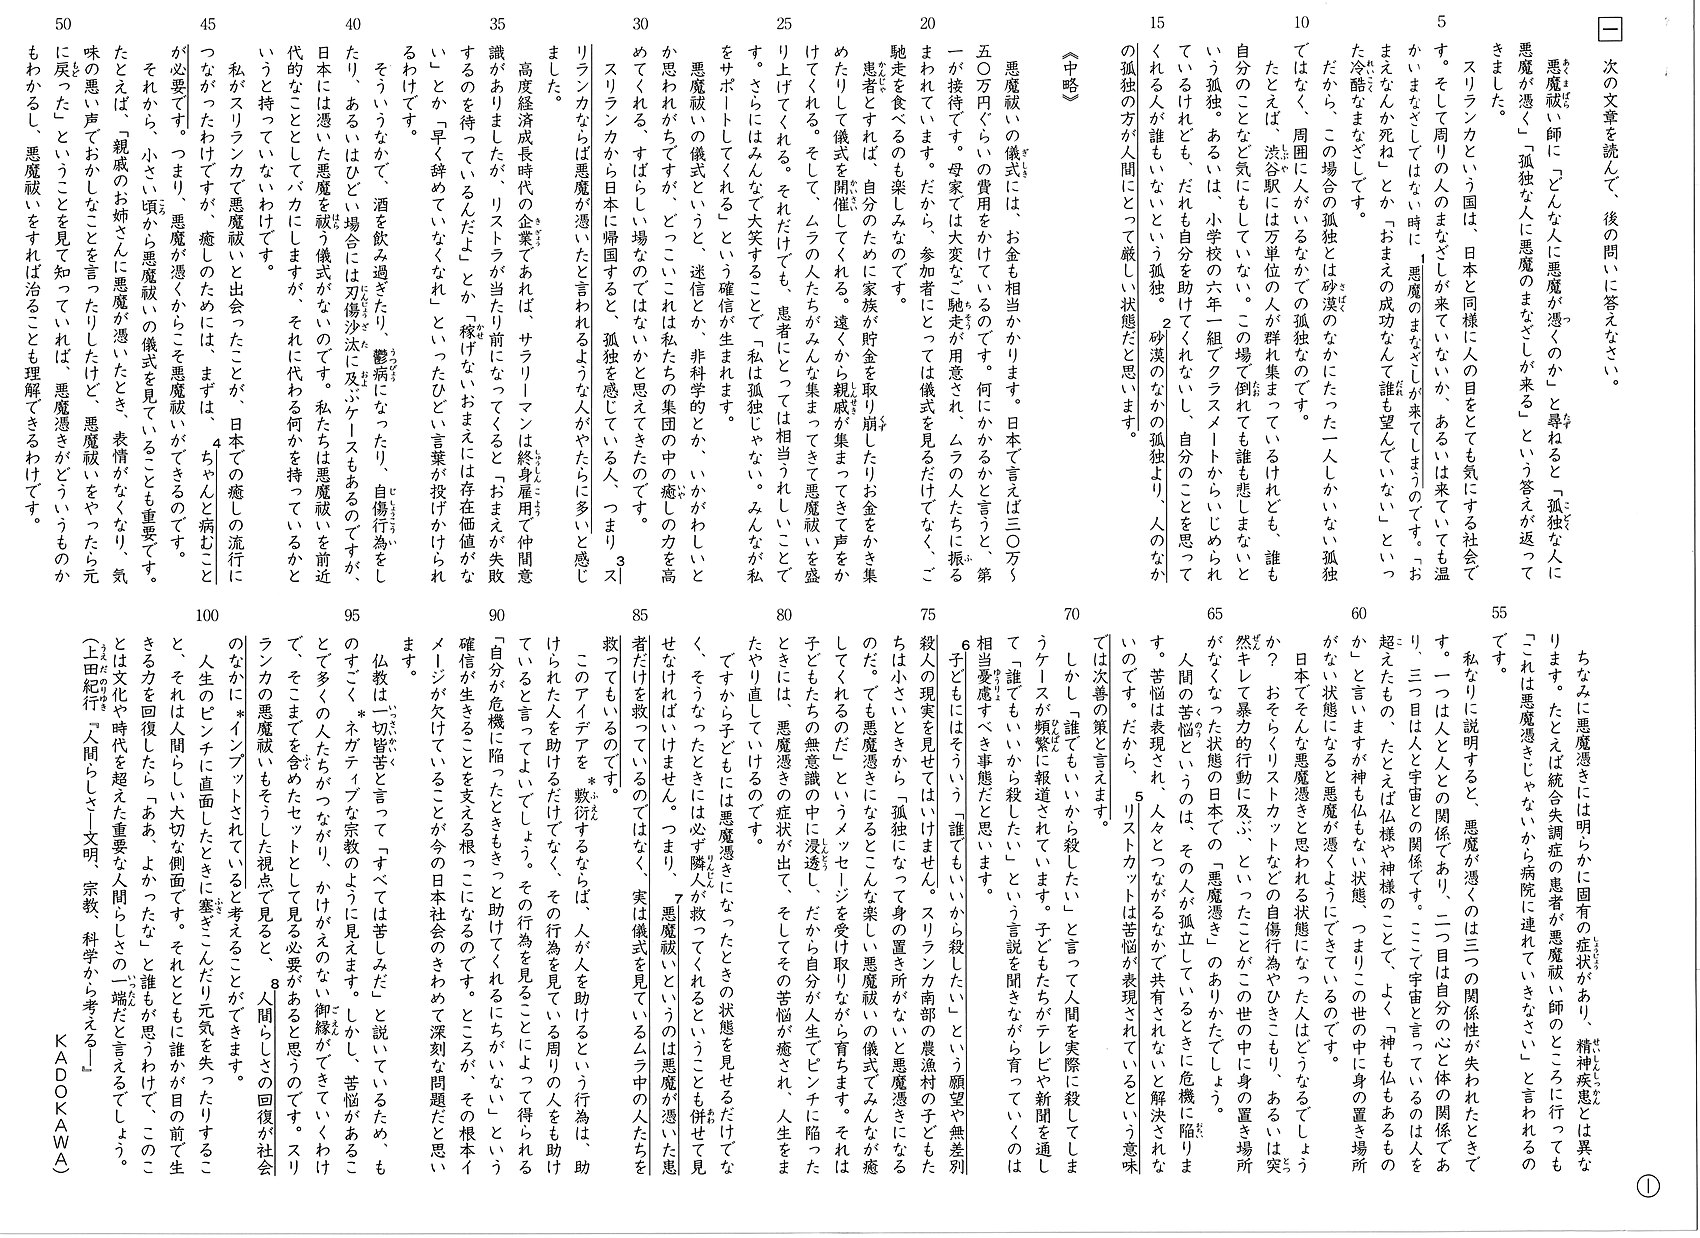 一 次の文章を読んで、後の問いに答えなさい。
悪魔祓い師に「どんな人に悪魔が憑くのか」と尋ねると「孤独な人に
悪魔が憑く」「孤独な人に悪魔のまなざしが来る」という答えが返って
きました。
スリランカという国は、日本と同様に人の目をとても気にする社会で
5
す。そして周りの人のまなざしが来ていないか、あるいは来ていても温
かいまなざしではない時に1悪魔のまなざしが来てしまうのです。「お
まえなんか死ね」とか「おまえの成功なんて誰も望んでいない」といっ
た冷酷なまなざしです。
だから、この場合の孤独とは砂漠のなかにたった一人しかいない孤独
10
ではなく、周囲に人がいるなかでの孤独なのです。
たとえば、渋谷駅には万単位の人が群れ集まっているけれども、誰も
自分のことなど気にもしていない。この場で倒れても誰も悲しまないと
いう孤独。あるいは、小学校の六年一組でクラスメートからいじめられ
ているけれども、だれも自分を助けてくれないし、自分のことを思って
15
くれる人が誰もいないという孤独。2砂漠のなかの孤独より、人のなか
の孤独の方が人間にとって厳しい状態だと思います。
《中略》
悪魔祓いの儀式には、お金も相当かかります。日本で言えば三〇万～
五〇万円ぐらいの費用をかけているのです。何にかかるかと言うと、第
一が接待です。母家では大変なご馳走が用意され、ムラの人たちに振る
20
まわれています。だから、参加者にとっては儀式を見るだけでなく、ご
馳走を食べるのも楽しみなのです。
患者とすれば、自分のために家族が貯金を取り崩したりお金をかき集
めたりして儀式を開催してくれる。遠くから親戚が集まってきて声をか
けてくれる。そして、ムラの人たちがみんな集まってきて悪魔祓いを盛
25
り上げてくれる。それだけでも、患者にとっては相当うれしいことで
す。さらにはみんなで大笑することで「私は孤独じゃない。みんなが私
をサポートしてくれる」という確信が生まれます。
悪魔祓いの儀式というと、迷信とか、非科学的とか、いかがわしいと
か思われがちですが、どっこいこれは私たちの集団の中の癒しの力を高
30
めてくれる、すばらしい場なのではないかと思えてきたのです。
スリランカから日本に帰国すると、孤独を感じている人、つまり3ス
リランカならば悪魔が憑いたと言われるような人がやたらに多いと感じ
ました。
高度経済成長時代の企業であれば、サラリーマンは終身雇用で仲間意
35
識がありましたが、リストラが当たり前になってくると「おまえが失敗
するのを待っているんだよ」とか「稼げないおまえには存在価値がな
い」とか「早く辞めていなくなれ」といったひどい言葉が投げかけられ
るわけです。
そういうなかで、酒を飲み過ぎたり、鬱病になったり、自傷行為をし
40
たり、あるいはひどい場合には刃傷沙汰に及ぶケースもあるのですが、
日本には憑いた悪魔を祓う儀式がないのです。私たちは悪魔祓いを前近
代的なこととしてバカにしますが、それに代わる何かを持っているかと
いうと持っていないわけです。
私がスリランカで悪魔祓いと出会ったことが、日本での癒しの流行に
45
つながったわけですが、癒しのためには、まずは、4ちゃんと病むこと
が必要です。つまり、悪魔が憑くからこそ悪魔祓いができるのです。
それから、小さい頃から悪魔祓いの儀式を見ていることも重要です。
たとえば、「親戚のお姉さんに悪魔が憑いたとき、表情がなくなり、気
味の悪い声でおかしなことを言ったりしたけど、悪魔祓いをやったら元
50
に戻った」ということを見て知っていれば、悪魔憑きがどういうものか
もわかるし、悪魔祓いをすれば治ることも理解できるわけです。
ちなみに悪魔憑きには明らかに固有の症状があり、精神疾患とは異な
ります。たとえば統合失調症の患者が悪魔祓い師のところに行っても
「これは悪魔憑きじゃないから病院に連れていきなさい」と言われるの
55
です。
私なりに説明すると、悪魔が憑くのは三つの関係性が失われたときで
す。一つは人と人との関係であり、二つ目は自分の心と体の関係であ
り、三つ目は人と宇宙との関係です。ここで宇宙と言っているのは人を
超えたもの、たとえば仏様や神様のことで、よく「神も仏もあるもの
60
か」と言いますが神も仏もない状態、つまりこの世の中に身の置き場所
がない状態になると悪魔が憑くようにできているのです。
日本でそんな悪魔憑きと思われる状態になった人はどうなるでしょう
か? おそらくリストカットなどの自傷行為やひきこもり、あるいは突
然キレて暴力的行動に及ぶ、といったことがこの世の中に身の置き場所
65
がなくなった状態の日本での「悪魔憑き」のありかたでしょう。
人間の苦悩というのは、その人が孤立しているときに危機に陥りま
す。苦悩は表現され、人々とつながるなかで共有されないと解決されな
いのです。だから、5リストカットは苦悩が表現されているという意味
では次善の策と言えます。
70
しかし「誰でもいいから殺したい」と言って人間を実際に殺してしま
うケースが頻繁に報道されています。子どもたちがテレビや新聞を通し
て「誰でもいいから殺したい」という言説を聞きながら育っていくのは
相当憂慮すべき事態だと思います。
6子どもにはそういう「誰でもいいから殺したい」という願望や無差別
75
殺人の現実を見せてはいけません。スリランカ南部の農漁村の子どもた
ちは小さいときから「孤独になって身の置き所がないと悪魔憑きになる
のだ。でも悪魔憑きになるとこんな楽しい悪魔祓いの儀式でみんなが癒
してくれるのだ」というメッセージを受け取りながら育ちます。それは
子どもたちの無意識の中に浸透し、だから自分が人生でピンチに陥った
80
ときには、悪魔憑きの症状が出て、そしてその苦悩が癒され、人生をま
たやり直していけるのです。
ですから子どもには悪魔憑きになったときの状態を見せるだけでな
く、そうなったときには必ず隣人が救ってくれるということも併せて見
せなければいけません。つまり、7悪魔祓いというのは悪魔が憑いた患
85
者だけを救っているのではなく、実は儀式を見ているムラ中の人たちを
救ってもいるのです。
このアイデアを*敷衍するならば、人が人を助けるという行為は、助
けられた人を助けるだけでなく、その行為を見ている周りの人をも助け
ていると言ってよいでしょう。その行為を見ることによって得られる
90
「自分が危機に陥ったときもきっと助けてくれるにちがいない」という
確信が生きることを支える根っこになるのです。ところが、その根本イ
メージが欠けていることが今の日本社会のきわめて深刻な問題だと思い
ます。
仏教は一切皆苦と言って「すべては苦しみだ」と説いているため、も
95
のすごく*ネガティブな宗教のように見えます。しかし、苦悩があるこ
とで多くの人たちがつながり、かけがえのない御縁ができていくわけ
で、そこまでを含めたセットとして見る必要があると思うのです。スリ
ランカの悪魔祓いもそうした視点で見ると、8人間らしさの回復が社会
のなかに*インプットされていると考えることができます。
100
人生のピンチに直面したときに塞ぎこんだり元気を失ったりするこ
と、それは人間らしい大切な側面です。それとともに誰かが目の前で生
きる力を回復したら「ああ、よかったな」と誰もが思うわけで、このこ
とは文化や時代を超えた重要な人間らしさの一端だと言えるでしょう。
(上田紀行『人間らしさ―文明、宗教、科学から考える―』
KADOKAWA)
①